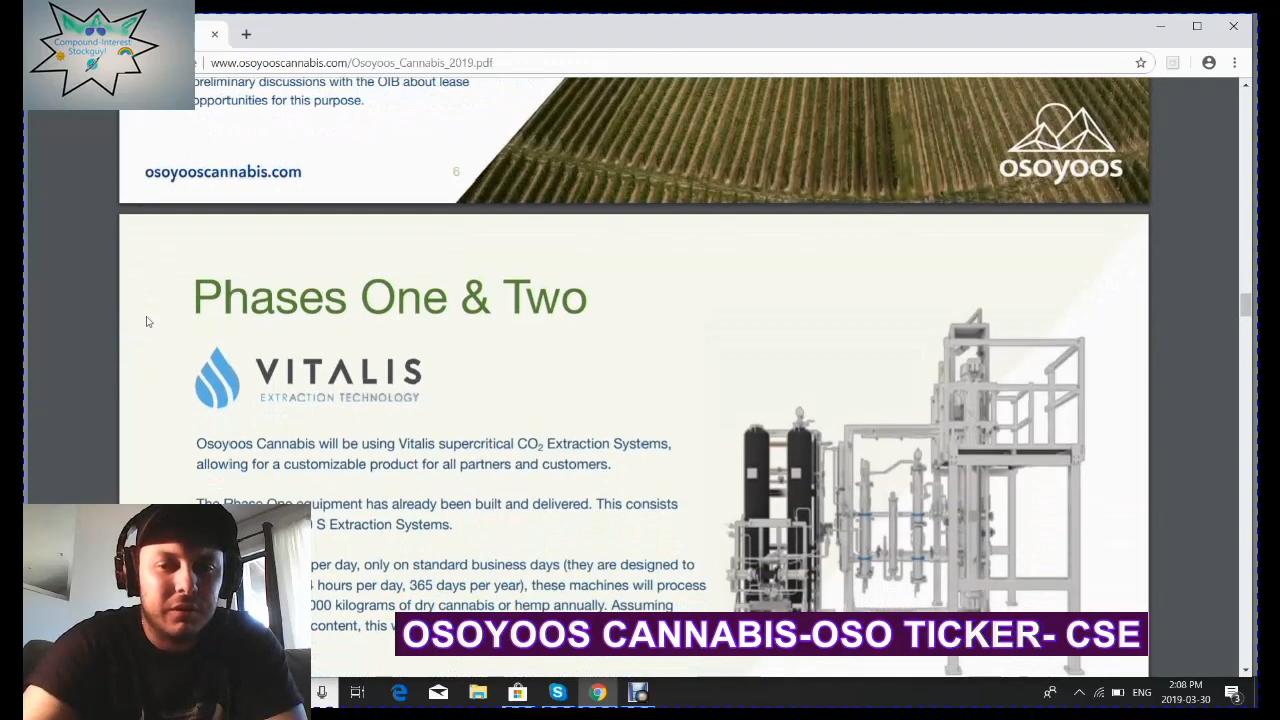 Compound-Interest
Stockguy!
www.osoyooscannabis.com/Osoyoos_Cannabis_2019.pdf
preliminary discussions with the OIB about lease
opportunities for this purpose.
osoyooscannabis.com
6
osoyoos
Phases One & Two
VITALIS
EXTRACTION TECHNOLOGY
Osoyoos Cannabis will be using Vitalis supercritical CO₂ Extraction Systems,
allowing for a customizable product for all partners and customers.
The Phase One equipment has already been built and delivered. This consists
S Extraction Systems.
per day, only on standard business days (they are designed to
hours per day, 365 days per year), these machines will process
000 kilograms of dry cannabis or hemp annually. Assuming
content, this
OSOYOOS CANNABIS-OSO TICKER- CSE
ENG
2:08 PM
2019-03-30
3